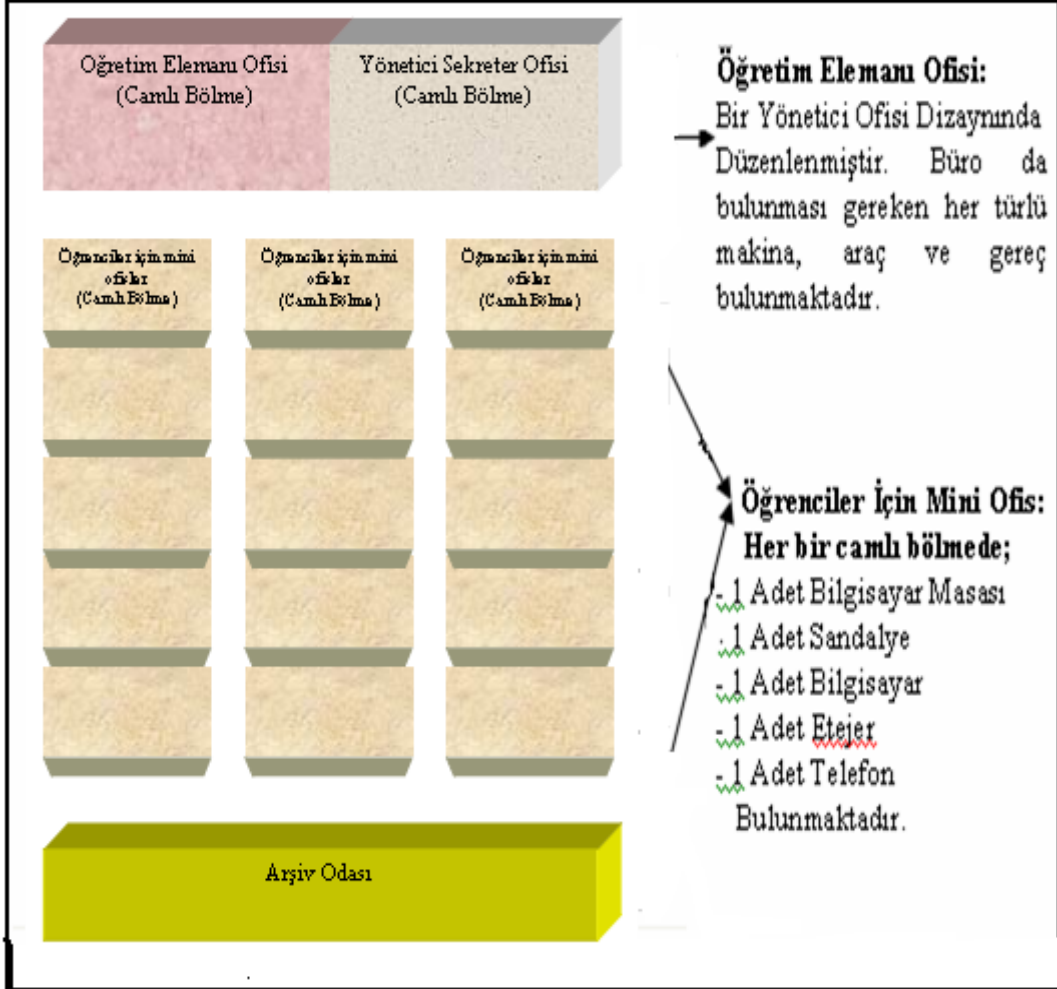 Öğretim Elemanı Ofisi
(Camlı Bölme)
Yönetici Sekreter Ofisi
(Camlı Bölme)
Öğretim Elemanı Ofisi:
Bir Yönetici Ofisi Dizaynında
Düzenlenmiştir. Büro da
bulunması gereken her türlü
makina, araç ve gereç
bulunmaktadır.
Öğrenciler için mini
ofisler
(Camlı Bölme)
Öğrenciler için mini
ofisler
(Camlı Bölme)
Öğrenciler için mini
ofisler
(Camlı Bölme)
Öğrenciler İçin Mini Ofis:
Her bir camlı bölmede;
- 1 Adet Bilgisayar Masası
- 1 Adet Sandalye
- 1 Adet Bilgisayar
- 1 Adet Etejer
- 1 Adet Telefon
Bulunmaktadır.
Arşiv Odası